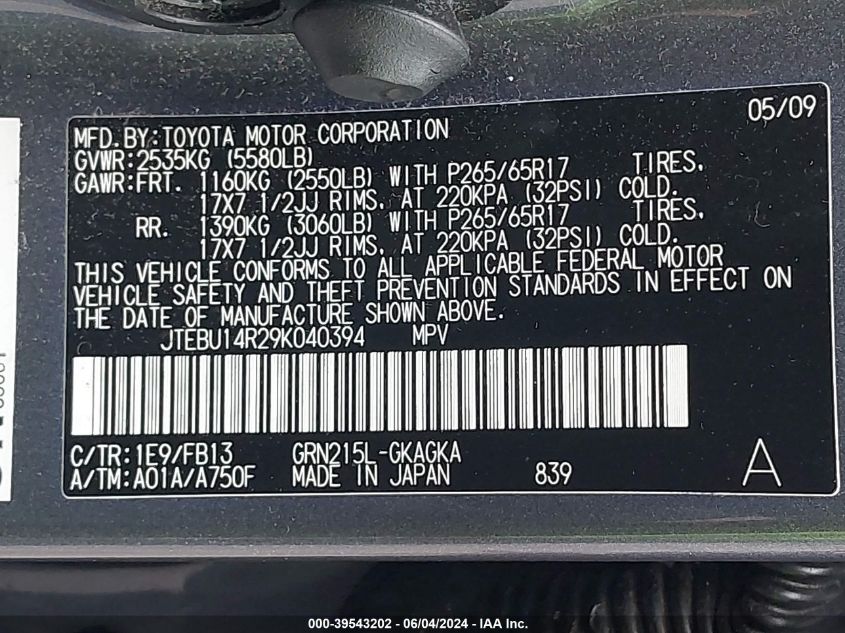 05/09
MFD.BY:TOYOTA MOTOR CORPORATION
GVWR:2535KG (5580LB)
GAWR:FRT. 1160KG (2550LB) WITH P265/65R17 TIRES,
17X7 1/2JJ RIMS, AT 220KPA (32PSI) COLD.
RR. 1390KG (3060LB) WITH P265/65R17 TIRES,
17X7 1/2JJ RIMS, AT 220KPA (32PSI) COLD.
THIS VEHICLE CONFORMS TO ALL APPLICABLE FEDERAL MOTOR
VEHICLE SAFETY AND THEFT PREVENTION STANDARDS IN EFFECT ON
THE DATE OF MANUFACTURE SHOWN ABOVE.
JTEBU14R29K040394 MPV
C/TR:1E9/FB13 GRN215L-GKAGKA
A/TM:A01A/A750F MADE IN JAPAN 839 A
000-39543202 - 06/04/2024 - IAA Inc.